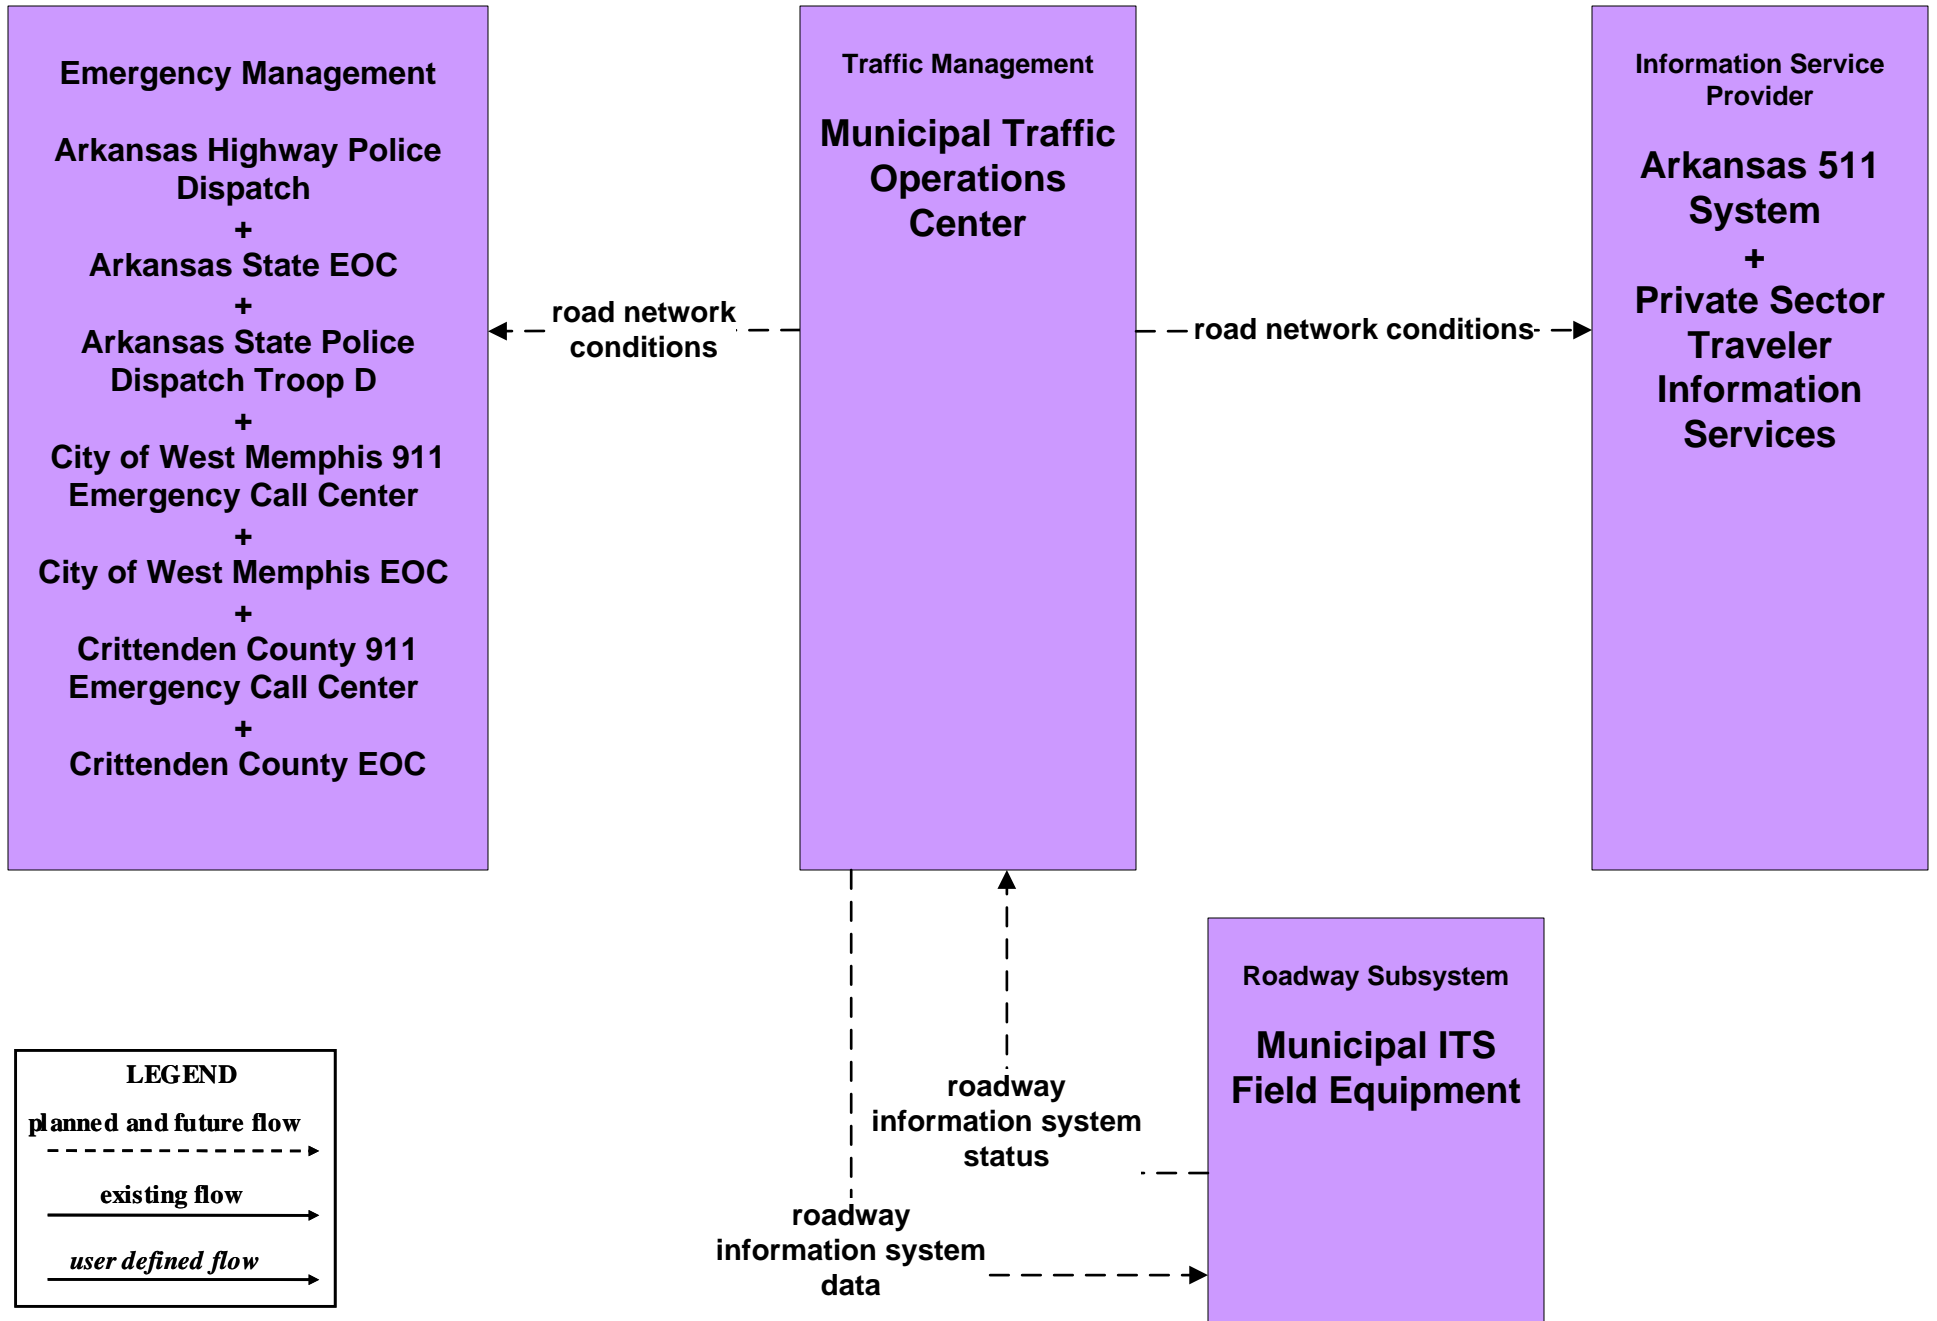 Emergency Management
Arkansas Highway Police
Dispatch
+
Arkansas State EOC
+
Arkansas State Police
Dispatch Troop D
+
City of West Memphis 911
Emergency Call Center
+
City of West Memphis EOC
+
Crittenden County 911
Emergency Call Center
+
Crittenden County EOC
road network
conditions
Traffic Management
Municipal Traffic
Operations
Center
road network conditions
Information Service
Provider
Arkansas 511
System
+
Private Sector
Traveler
Information
Services
Roadway Subsystem
Municipal ITS
Field Equipment
roadway
information system
status
roadway
information system
data
LEGEND
planned and future flow
existing flow
user defined flow